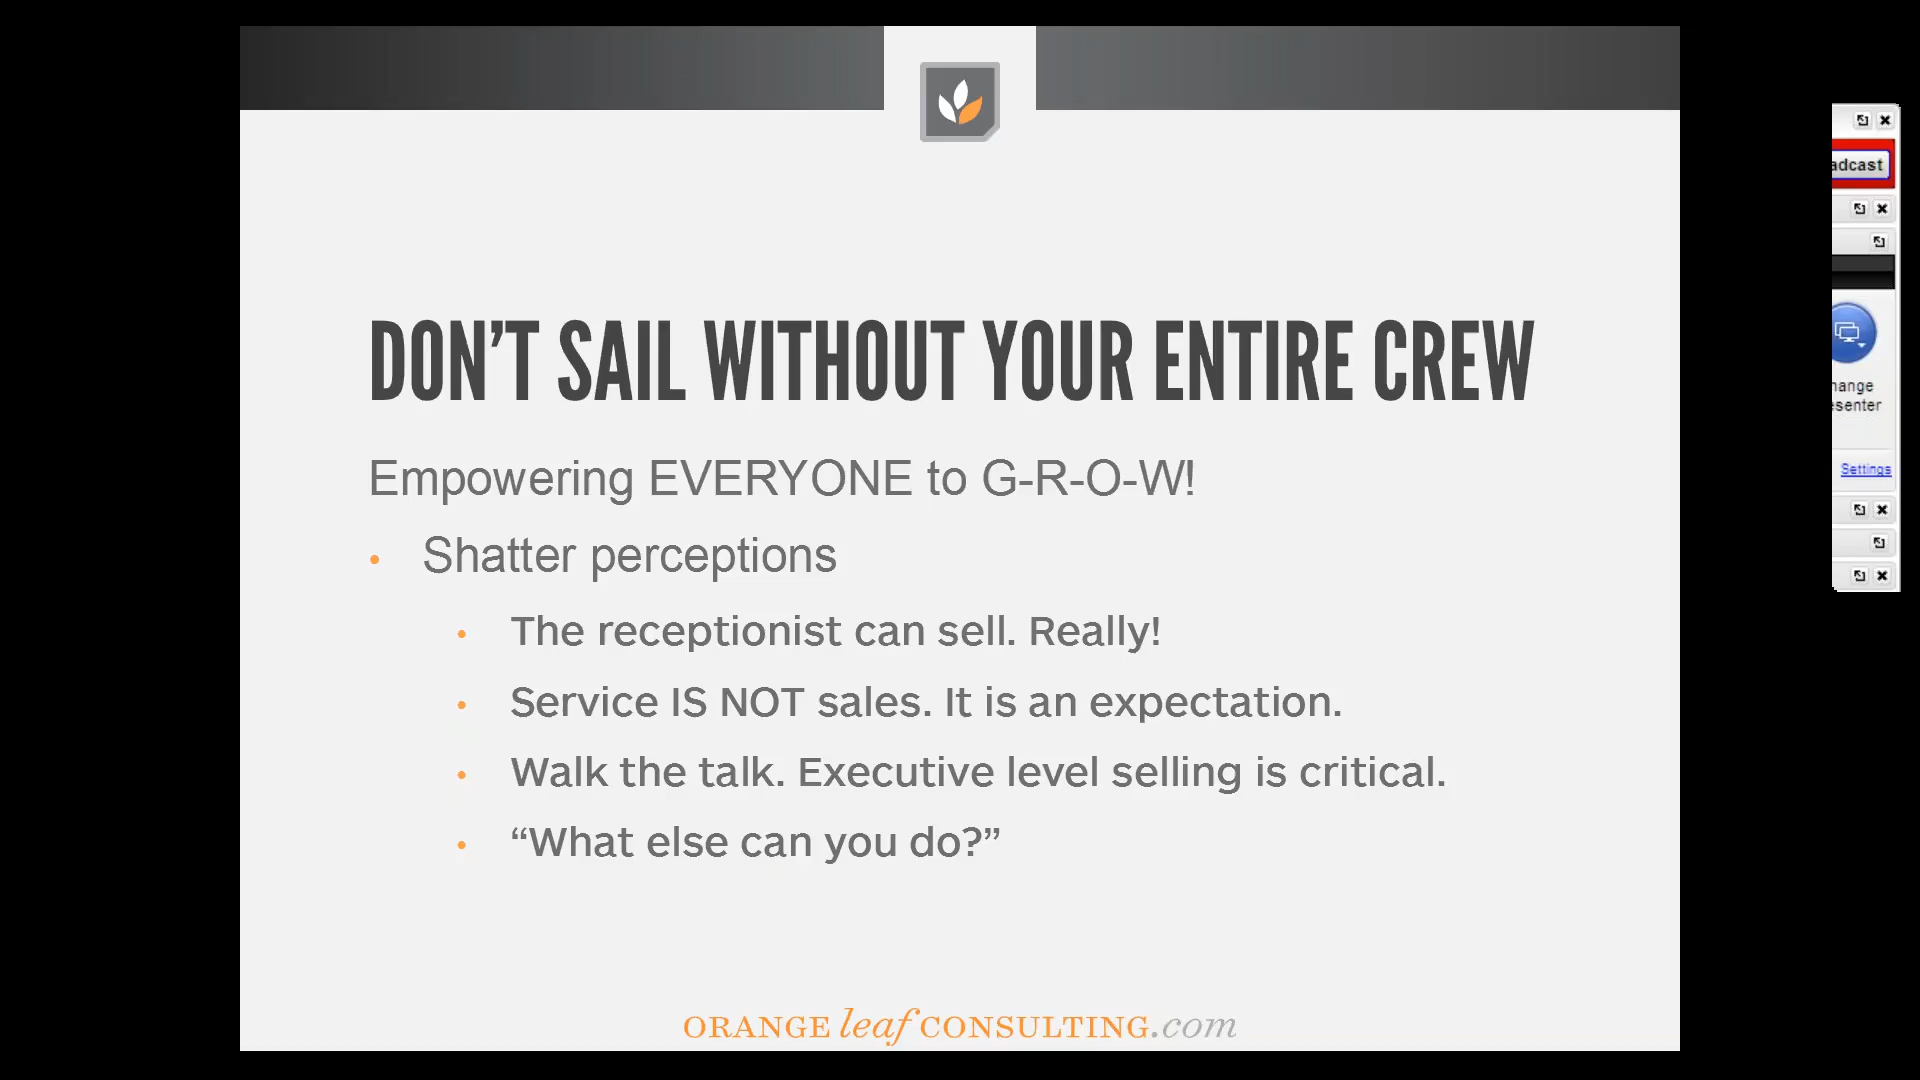 DON'T SAIL WITHOUT YOUR ENTIRE CREW
Empowering EVERYONE to G-R-O-W!
• Shatter perceptions
• The receptionist can sell. Really!
• Service IS NOT sales. It is an expectation.
• Walk the talk. Executive level selling is critical.
• “What else can you do?”
ORANGE leaf CONSULTING.com
adcast
hange
esenter
Settings